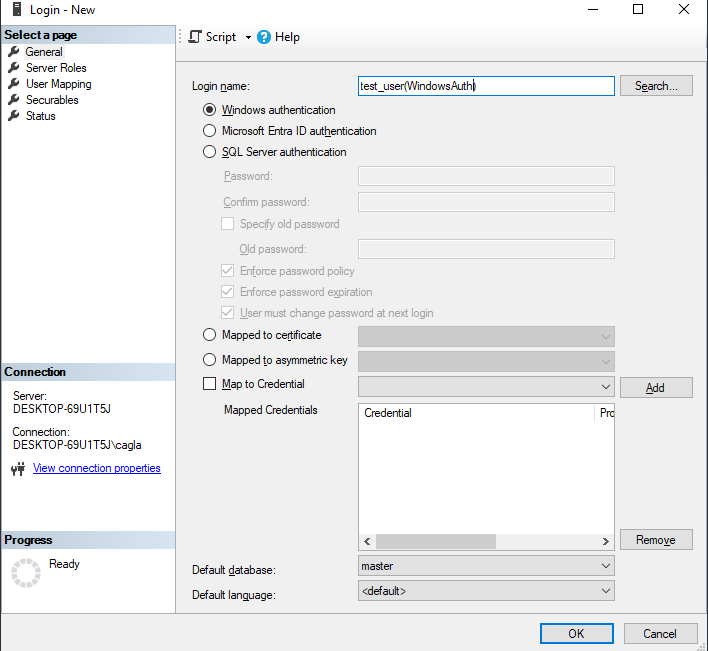 Login - New
Select a page
General
Server Roles
User Mapping
Securables
Status
Script
Help
Login name:
test_user(WindowsAuth)
Search...
Windows authentication
Microsoft Entra ID authentication
SQL Server authentication
Password:
Confirm password:
Specify old password
Old password:
Enforce password policy
Enforce password expiration
User must change password at next login
Mapped to certificate
Mapped to asymmetric key
Map to Credential
Add
Mapped Credentials
Credential
Pro
Remove
Default database:
master
Default language:
<default>
Connection
Server:
DESKTOP-69U1T5J
Connection:
DESKTOP-69U1T5J\cagla
View connection properties
Progress
Ready
OK
Cancel